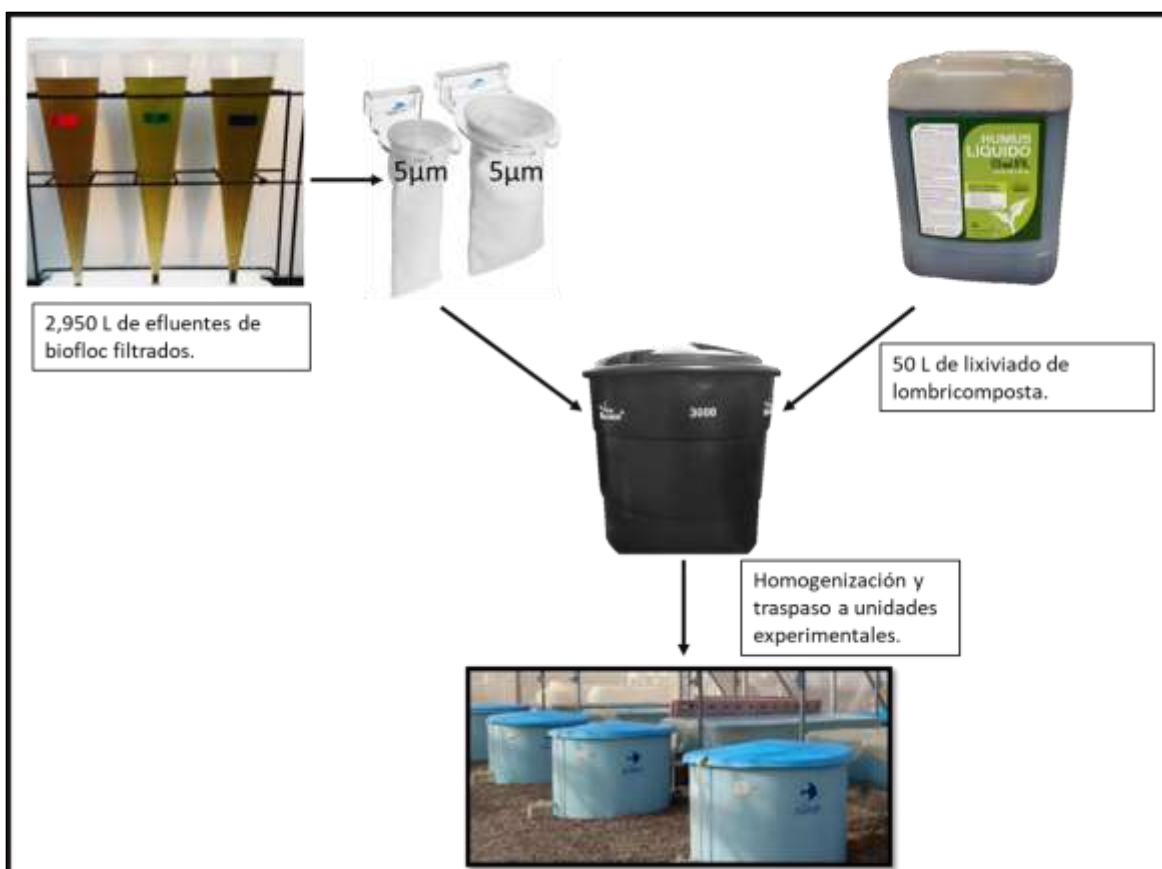 5µm
5µm
HUMUS
LÍQUIDO
2,950 L de efluentes de
biofloc filtrados.
50 L de lixiviado de
lombricomposta.
3000
Homogenización y
traspaso a unidades
experimentales.